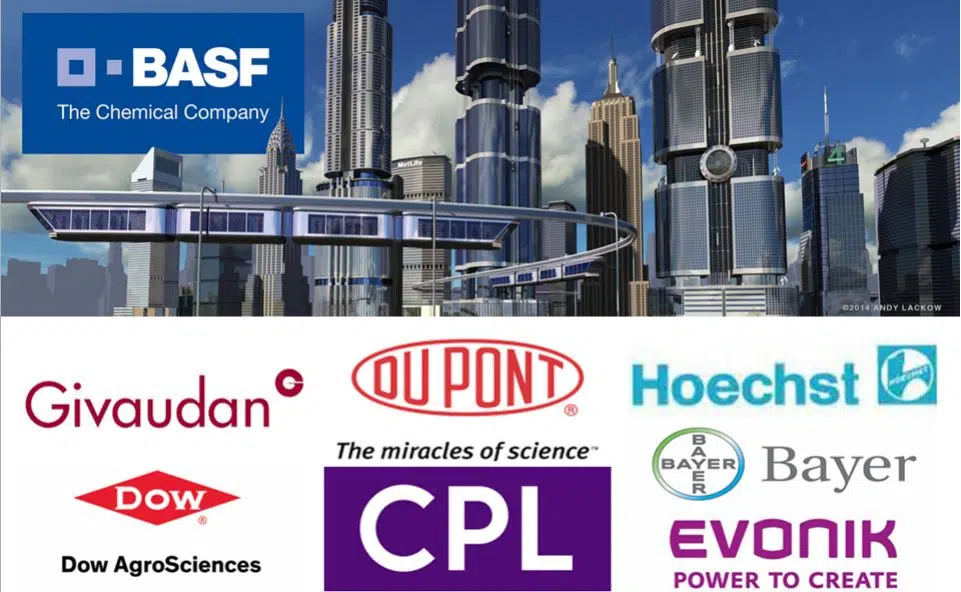 BASF
The Chemical Company
MetLife
4
©2014 ANDY LACKOW
Givaudan
DU PONT®
The miracles of science™
Hoechst
HOECHST
BAYER
BAYER
Bayer
DOW®
Dow AgroSciences
CPL
EVONIK
POWER TO CREATE